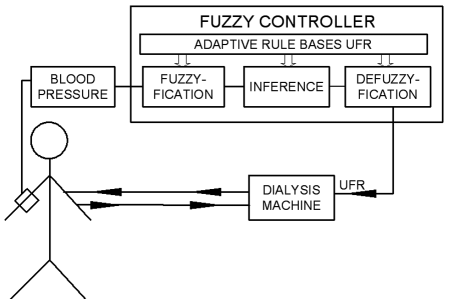 FUZZY CONTROLLER
ADAPTIVE RULE BASES UFR
BLOOD
PRESSURE
FUZZY-
FICATION
INFERENCE
DEFUZZY-
FICATION
DIALYSIS
MACHINE
UFR